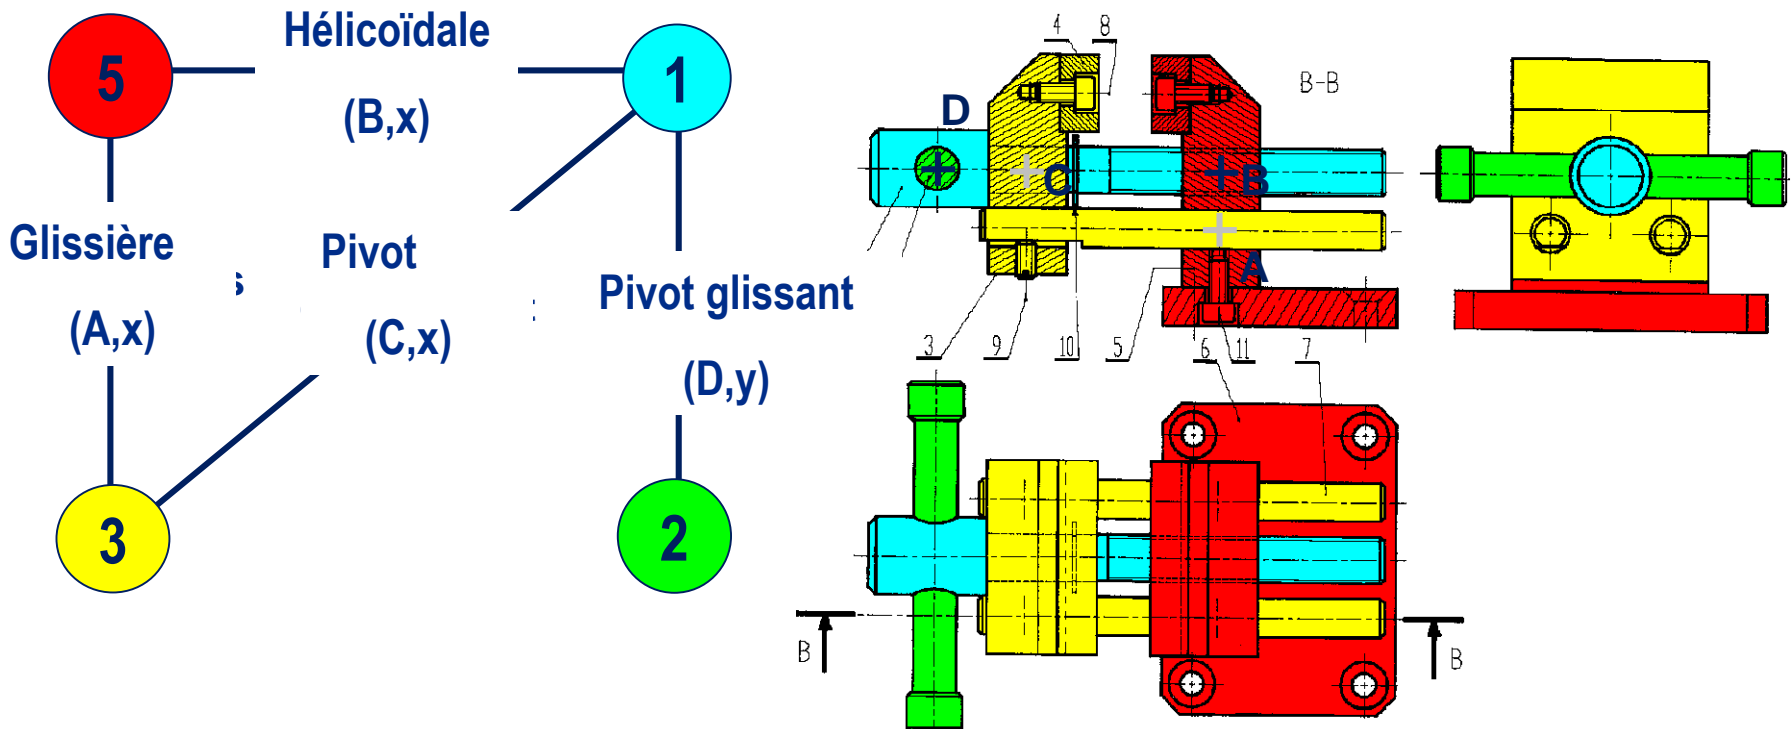 5
Hélicoïdale
(B,x)
1
Glissière
(A,x)
s
Pivot
(C,x)
Pivot glissant
(D,y)
3
2
4
8
B-B
D
C
B
A
3
9
10
5
6
11
7
B
B